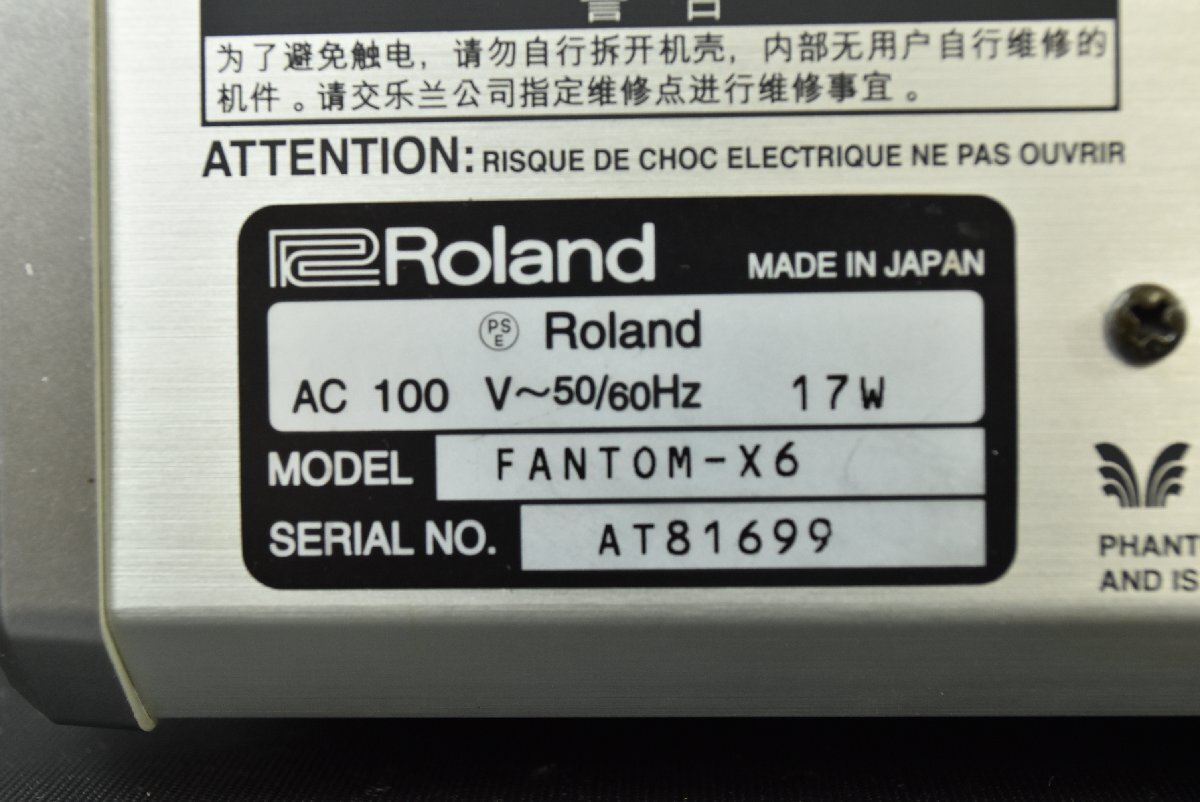 警告
为了避免触电，请勿自行拆开机壳，内部无用户自行维修的
机件。请交乐兰公司指定维修点进行维修事宜。
ATTENTION: RISQUE DE CHOC ELECTRIQUE NE PAS OUVRIR
Roland MADE IN JAPAN
PSE Roland
AC 100 V～50/60Hz 17W
MODEL FANTOM-X6
SERIAL NO. AT81699
PHANT
AND IS